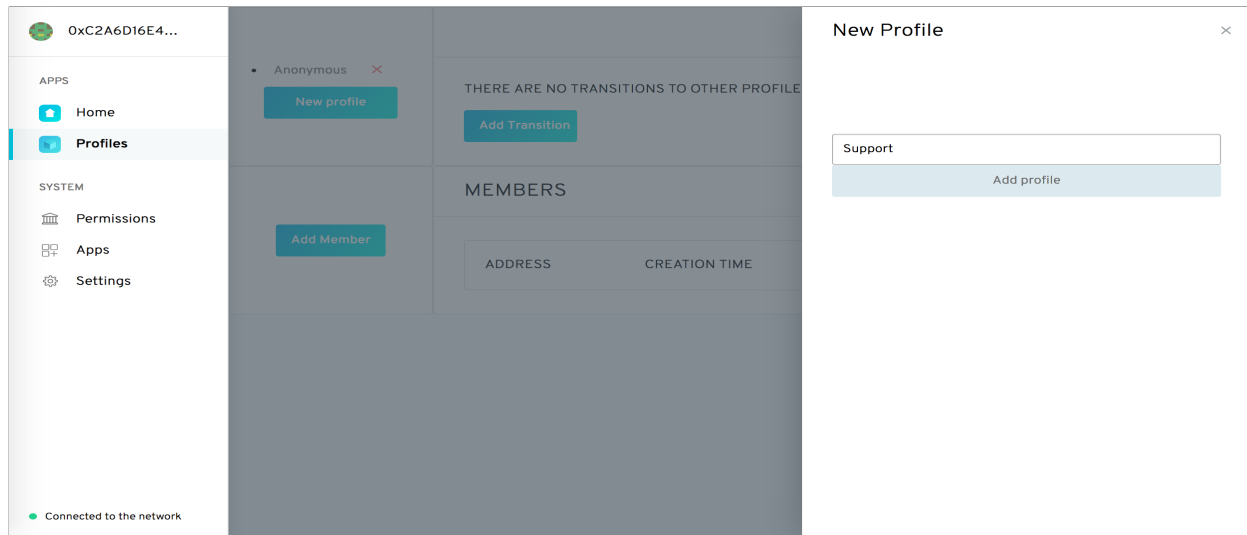 0xC2A6D16E4...
APPS
Home
Profiles
SYSTEM
Permissions
Apps
Settings
Connected to the network
Anonymous
New profile
THERE ARE NO TRANSITIONS TO OTHER PROFILE
Add Transition
Add Member
MEMBERS
ADDRESS CREATION TIME
New Profile
Support
Add profile